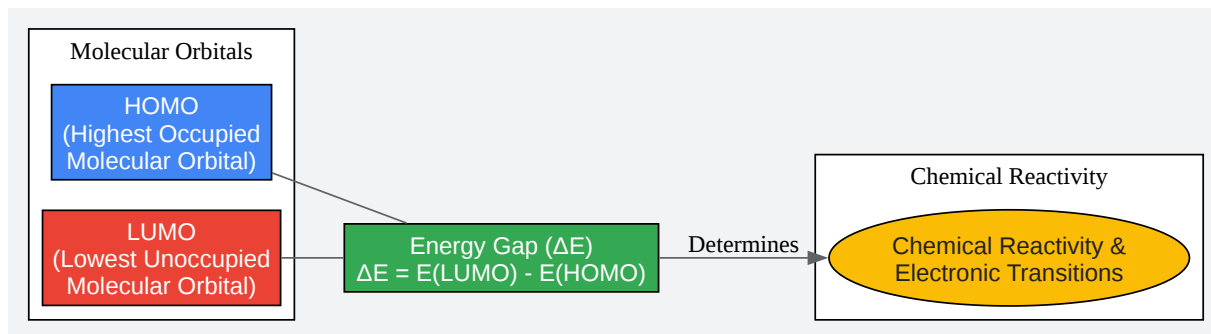 Molecular Orbitals
HOMO
(Highest Occupied
Molecular Orbital)
LUMO
(Lowest Unoccupied
Molecular Orbital)
Energy Gap (ΔE)
ΔE = E(LUMO) - E(HOMO)
Determines
Chemical Reactivity
Chemical Reactivity &
Electronic Transitions